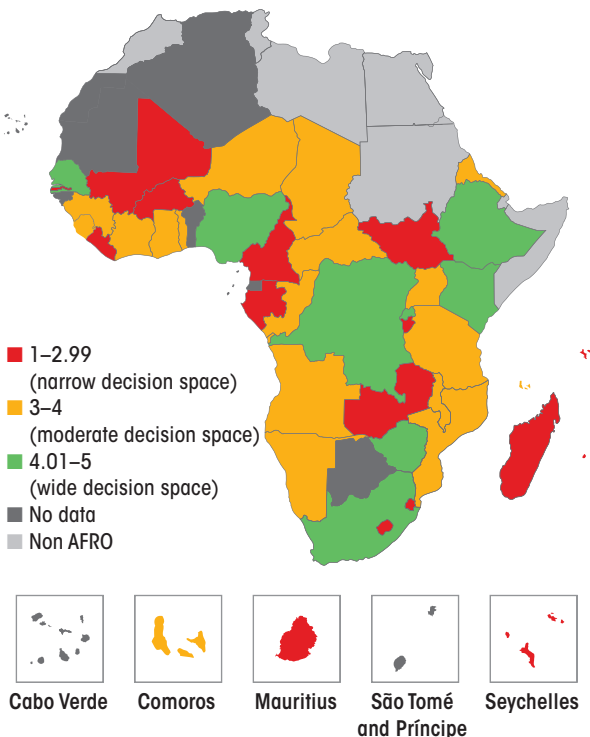 1–2.99
(narrow decision space)
3–4
(moderate decision space)
4.01–5
(wide decision space)
No data
Non AFRO
Cabo Verde
Comoros
Mauritius
São Tomé
and Príncipe
Seychelles